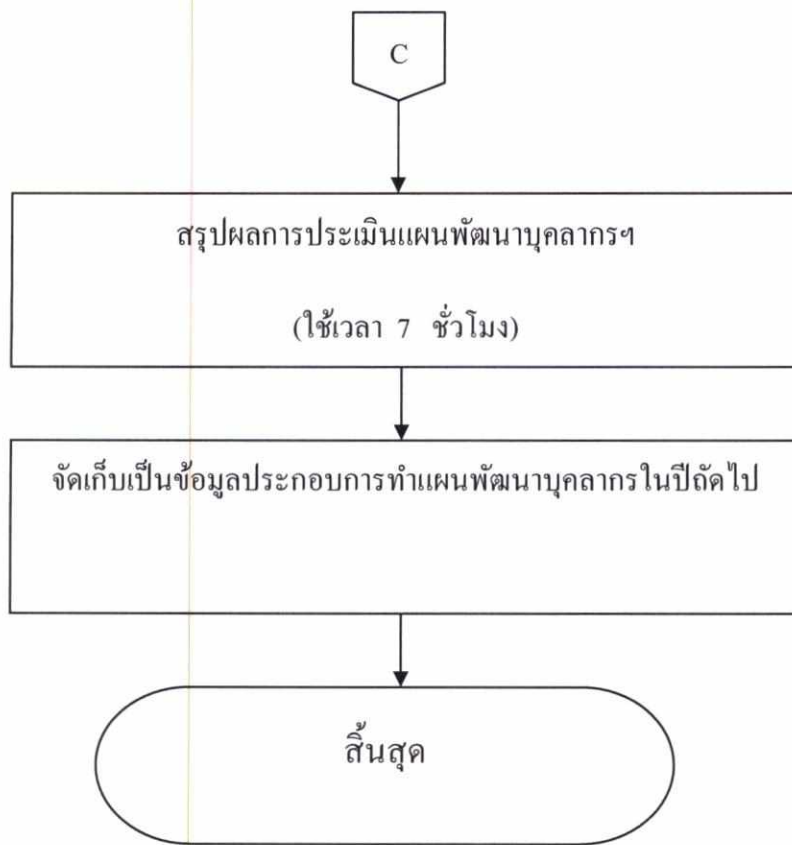 C
สรุปผลการประเมินแผนพัฒนาบุคลากรฯ
(ใช้เวลา 7 ชั่วโมง)
จัดเก็บเป็นข้อมูลประกอบการทำแผนพัฒนาบุคลากรในปีถัดไป
สิ้นสุด